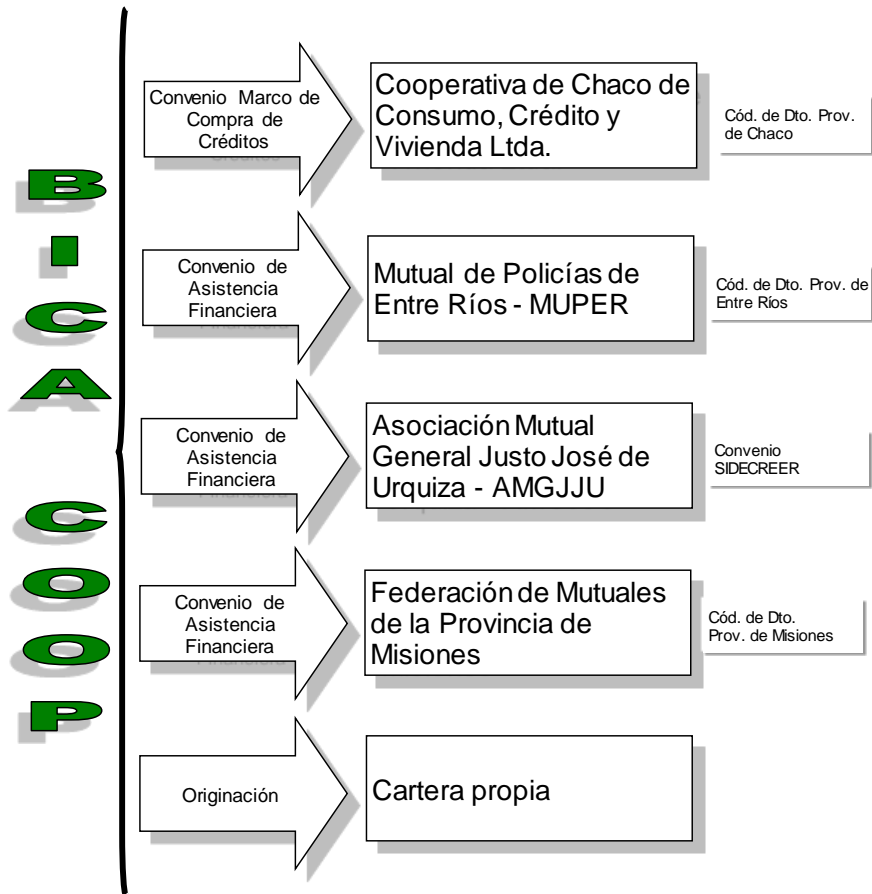 BICA COOP
Convenio Marco de
Compra de
Créditos
Cooperativa de Chaco de
Consumo, Crédito y
Vivienda Ltda.
Cód. de Dto. Prov.
de Chaco
Convenio de
Asistencia
Financiera
Mutual de Policías de
Entre Ríos - MUPER
Cód. de Dto. Prov. de
Entre Ríos
Convenio de
Asistencia
Financiera
Asociación Mutual
General Justo José de
Urquiza - AMGJJU
Convenio
SIDECREER
Convenio de
Asistencia
Financiera
Federación de Mutuales
de la Provincia de
Misiones
Cód. de Dto.
Prov. de Misiones
Originación
Cartera propia